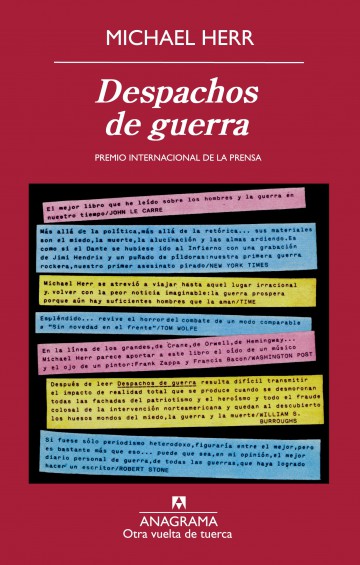 MICHAEL HERR
Despachos
de guerra
PREMIO INTERNACIONAL DE LA PRENSA
El mejor libro que he leído sobre los hombres y la guerra en
nuestro tiempo/JOHN LE CARRE
Más allá de la política,más allá de la retórica... sus materiales
son el miedo,la muerte,la alucinación y las almas ardiendo.Es
como si el Dante se hubiese ido al Infierno con una grabación
de Jimi Hendrix y un puñado de píldoras:nuestra primera guerra
rockera,nuestro primer asesinato pirado/NEW YORK TIMES
Michael Herr se atrevió a viajar hasta aquel lugar irracional
y.volver con la peor noticia imaginable:la guerra prospera
porque aún hay suficientes hombres que la aman/TIME
Espléndido... revive el horror del combate de un modo comparable
a "Sin novedad en el frente"/TOM WOLFE
En la línea de los grandes,de Crane,de Orwell,de Hemingway...
Michael Herr parece aportar a este libro el oído de un músico
y el ojo de un pintor:Frank Zappa y Francis Bacon/WASHINGTON POST
Después de leer Despachos de guerra resulta difícil transmitir
el impacto de realidad total que se produce cuando se desmoronan
todas las fachadas del patriotismo y el heroísmo y todo el fraude
colosal de la intervención norteamericana y quedan al descubierto
los huesos mondos del miedo,la guerra y la muerte/WILLIAM S.
BURROUGHS
Si fuese sólo periodismo heterodoxo,figuraría entre el mejor,pero
es bastante más que eso... puede que sea,en mi opinión,el mejor
diario personal de guerra,de todas las guerras,que haya logrado
hacer un escritor/ROBERT STONE
A
ANAGRAMA
Otra vuelta de tuerca